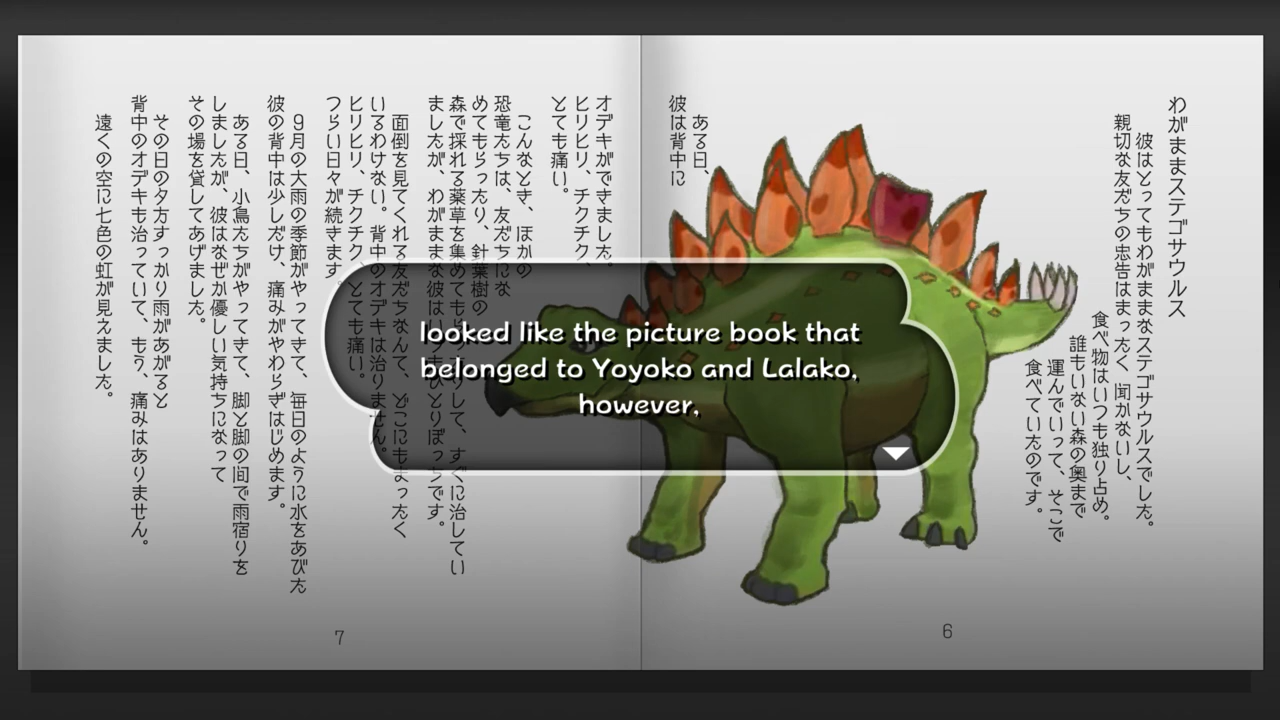 わがままステゴサウルス
彼はとってもわがままなステゴサウルスでした。
親切な友だちの忠告はまったく聞かないし、
食べ物はいつも独り占め。
誰もいない森の奥まで
運んでいって、そこで
食べていたのです。
ある日、
彼は背中に
6
オデキができました。
ヒリヒリ、チクチク、
とても痛い。
こんなとき、ほかの
恐竜たちは、友だちにな
めてもらったり、針葉樹の
森で採れる薬草を集めてもらったりして、すぐに治してい
ましたが、わがままな彼はいつもひとりぼっちです。
面倒を見てくれる友だちなんて、どこにもまったく
いるわけない。背中のオデキは治りません。
ヒリヒリ、チクチク、とても痛い。
つらい日々が続きます。
9月の大雨の季節がやってきて、毎日のように水をあびた
彼の背中は少しだけ、痛みがやわらぎはじめます。
ある日、小鳥たちがやってきて、脚と脚の間で雨宿りを
しましたが、彼はなぜか優しい気持ちになって
その場を貸してあげました。
その日の夕方すっかり雨があがると
背中のオデキも治っていて、もう、痛みはありません。
遠くの空に七色の虹が見えました。
7
looked like the picture book that
belonged to Yoyoko and Lalako,
however,